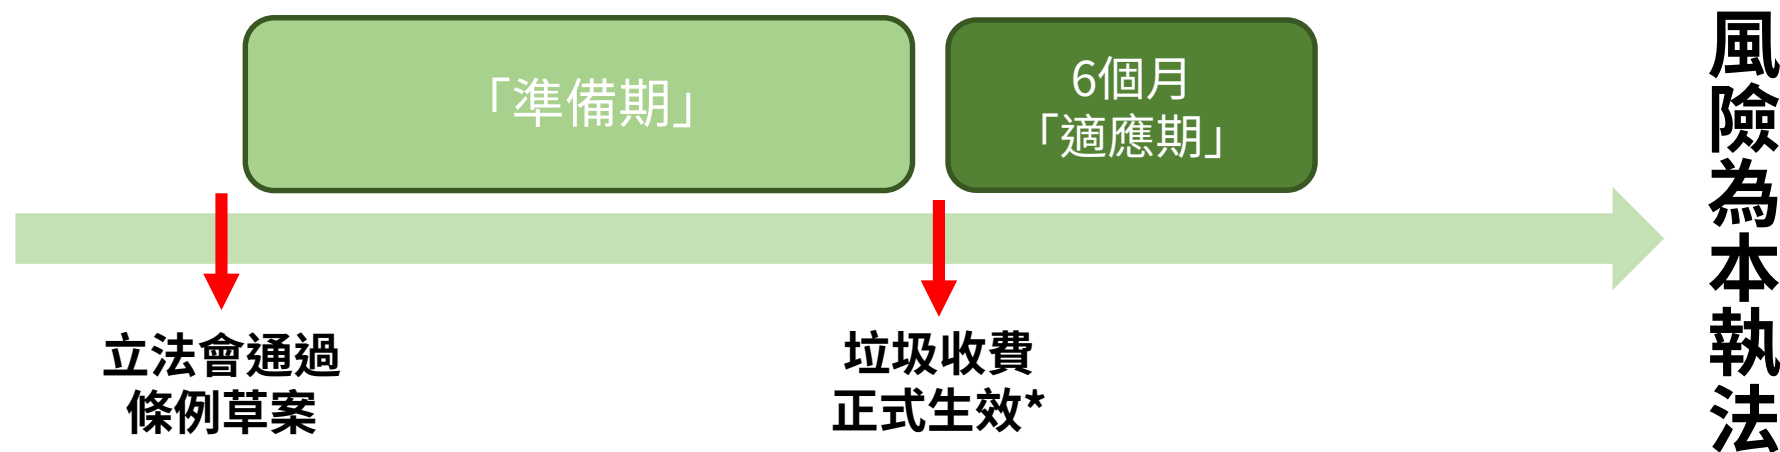 「準備期」
6個月
「適應期」
立法會通過
條例草案
垃圾收費
正式生效*
風險為本執法